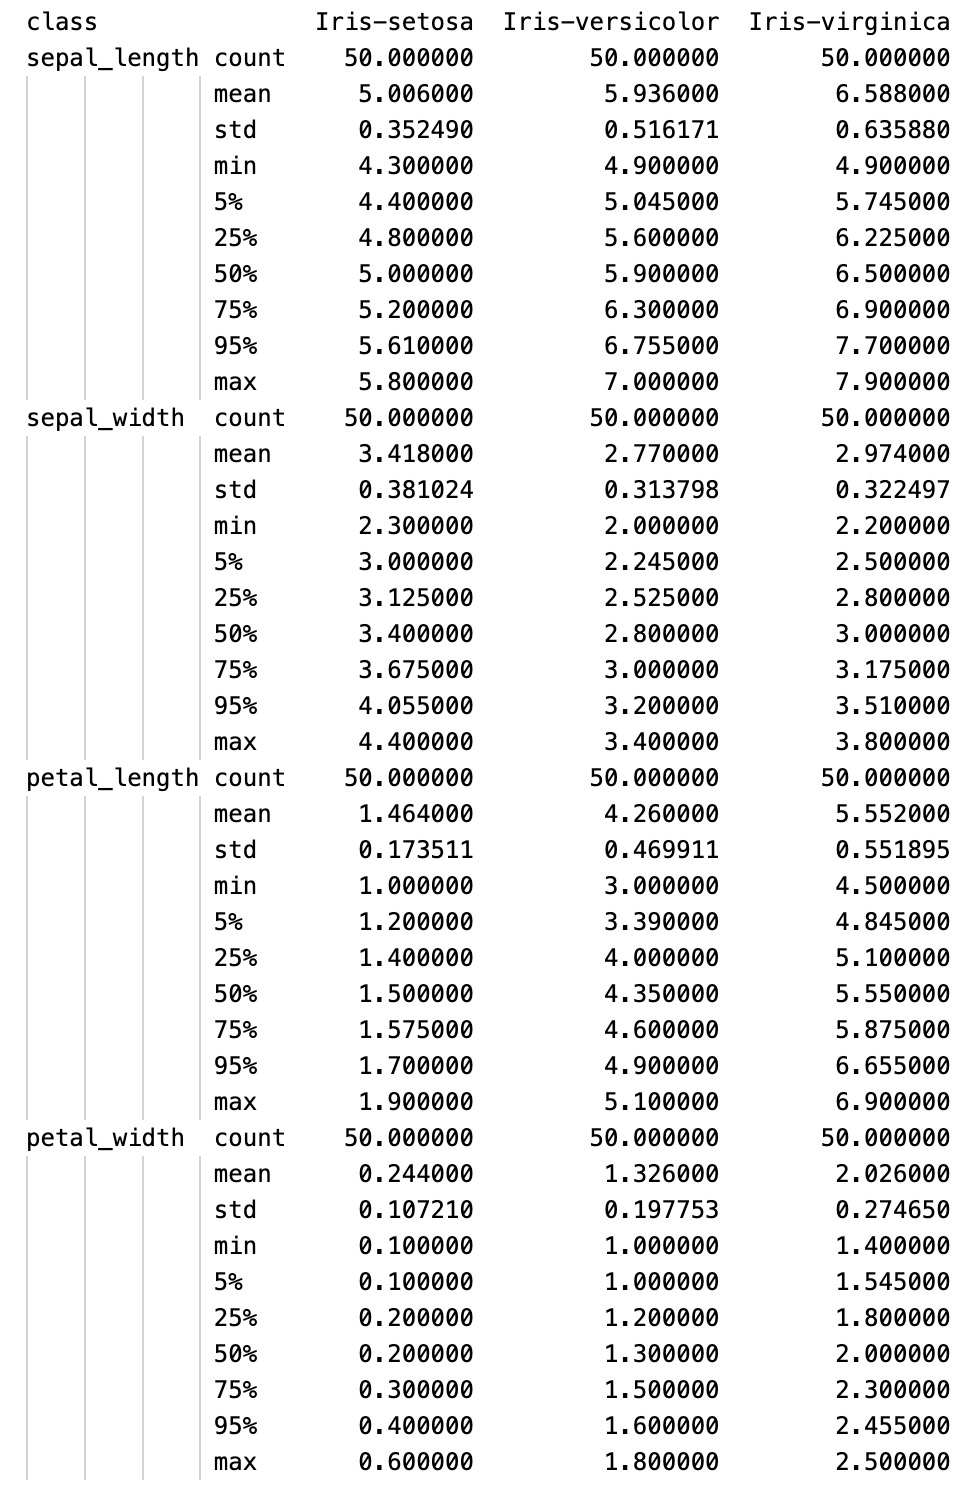 class Iris-setosa Iris-versicolor Iris-virginica
sepal_length count 50.000000 50.000000 50.000000
mean 5.006000 5.936000 6.588000
std 0.352490 0.516171 0.635880
min 4.300000 4.900000 4.900000
5% 4.400000 5.045000 5.745000
25% 4.800000 5.600000 6.225000
50% 5.000000 5.900000 6.500000
75% 5.200000 6.300000 6.900000
95% 5.610000 6.755000 7.700000
max 5.800000 7.000000 7.900000
sepal_width count 50.000000 50.000000 50.000000
mean 3.418000 2.770000 2.974000
std 0.381024 0.313798 0.322497
min 2.300000 2.000000 2.200000
5% 3.000000 2.245000 2.500000
25% 3.125000 2.525000 2.800000
50% 3.400000 2.800000 3.000000
75% 3.675000 3.000000 3.175000
95% 4.055000 3.200000 3.510000
max 4.400000 3.400000 3.800000
petal_length count 50.000000 50.000000 50.000000
mean 1.464000 4.260000 5.552000
std 0.173511 0.469911 0.551895
min 1.000000 3.000000 4.500000
5% 1.200000 3.390000 4.845000
25% 1.400000 4.000000 5.100000
50% 1.500000 4.350000 5.550000
75% 1.575000 4.600000 5.875000
95% 1.700000 4.900000 6.655000
max 1.900000 5.100000 6.900000
petal_width count 50.000000 50.000000 50.000000
mean 0.244000 1.326000 2.026000
std 0.107210 0.197753 0.274650
min 0.100000 1.000000 1.400000
5% 0.100000 1.000000 1.545000
25% 0.200000 1.200000 1.800000
50% 0.200000 1.300000 2.000000
75% 0.300000 1.500000 2.300000
95% 0.400000 1.600000 2.455000
max 0.600000 1.800000 2.500000